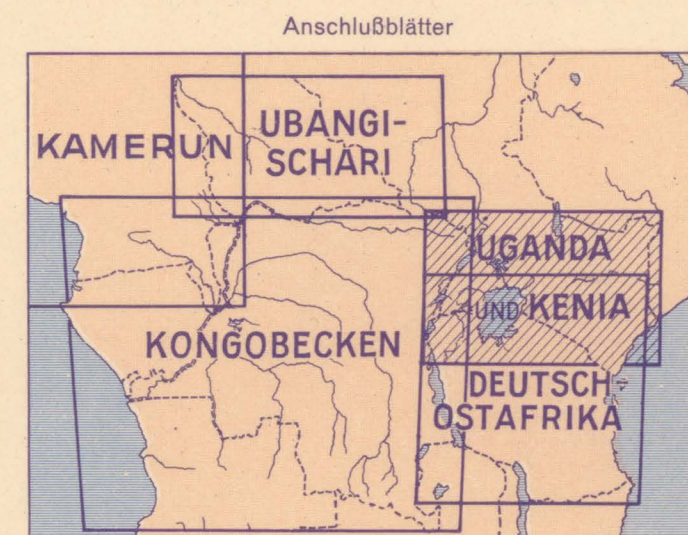 Anschlußblätter
KAMERUN
UBANGI-
SCHARI
UGANDA
UND KENIA
KONGOBECKEN
DEUTSCH-
OSTAFRIKA